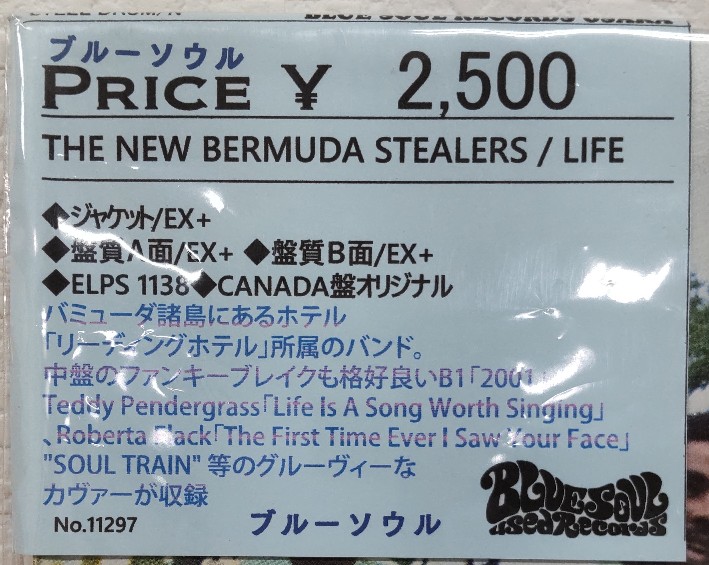 BLUE SOUL RECORDS OSAKA
ブルーソウル
PRICE ¥ 2,500
THE NEW BERMUDA STEALERS / LIFE
◆ジャケット/EX+
◆盤質A面/EX+ ◆盤質B面/EX+
◆ELPS 1138◆CANADA盤オリジナル
バミューダ諸島にあるホテル
「リーディングホテル」所属のバンド。
中盤のファンキーブレイクも格好良いB1「2001」
Teddy Pendergrass「Life Is A Song Worth Singing」
、Roberta Flack「The First Time Ever I Saw Your Face」
"SOUL TRAIN" 等のグルーヴィーな
カヴァーが収録
No.11297 ブルーソウル
BLUE SOUL
used Records